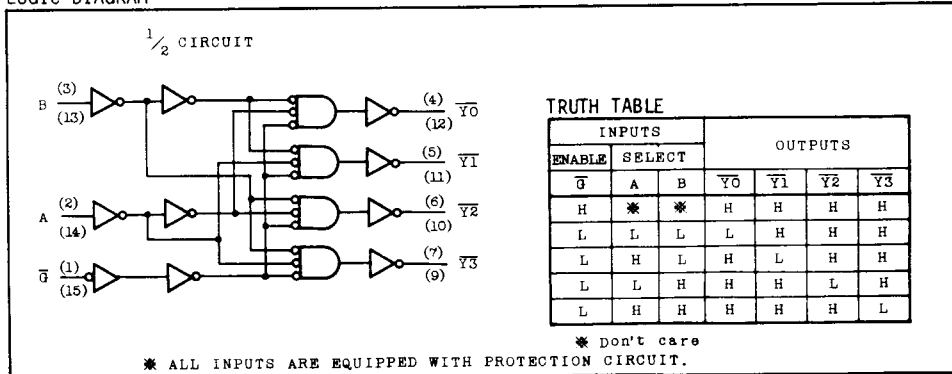 LOGIC DIAGRAM
1/2 CIRCUIT
B (3) (13)
A (2) (14)
G (1) (15)
(4) (12) Y0
(5) (11) Y1
(6) (10) Y2
(7) (9) Y3
TRUTH TABLE
INPUTS OUTPUTS
ENABLE SELECT
G A B Y0 Y1 Y2 Y3
H ※ ※ H H H H
L L L L H H H
L H L H L H H
L L H H H L H
L H H H H H L
※ Don't care
※ ALL INPUTS ARE EQUIPPED WITH PROTECTION CIRCUIT.